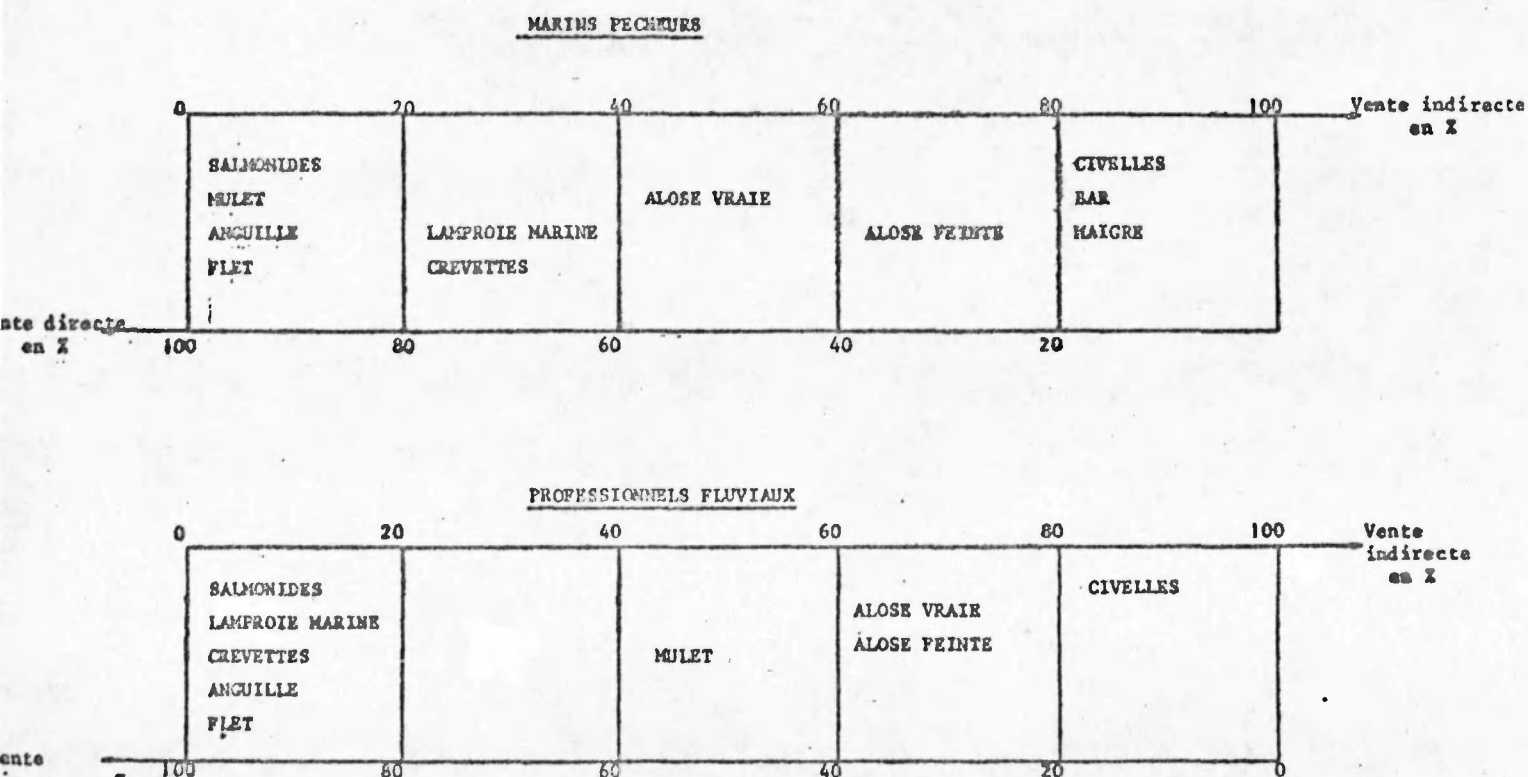 MARINS PECHEURS
0 20 40 60 80 100 Vente indirecte
en %
SALMONIDES
MULET
ANGUILLE
FLET
LAMPROIE MARINE
CREVETTES
ALOSE VRAIE
ALOSE FEINTE
CIVELLES
BAR
MAIGRE
nte directe
en %
100 80 60 40 20
PROFESSIONNELS FLUVIAUX
0 20 40 60 80 100 Vente
indirecte
en %
SALMONIDES
LAMPROIE MARINE
CREVETTES
ANGUILLE
FLET
MULET
ALOSE VRAIE
ALOSE FEINTE
CIVELLES
ente
100 80 60 40 20 0